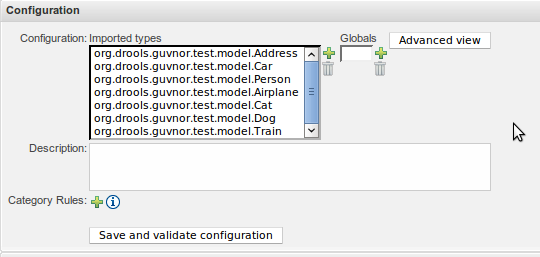 Configuration
Configuration: Imported types Globals Advanced view
org.drools.guvnor.test.model.Address
org.drools.guvnor.test.model.Car
org.drools.guvnor.test.model.Person
org.drools.guvnor.test.model.Airplane
org.drools.guvnor.test.model.Cat
org.drools.guvnor.test.model.Dog
org.drools.guvnor.test.model.Train
Description:
Category Rules:
Save and validate configuration